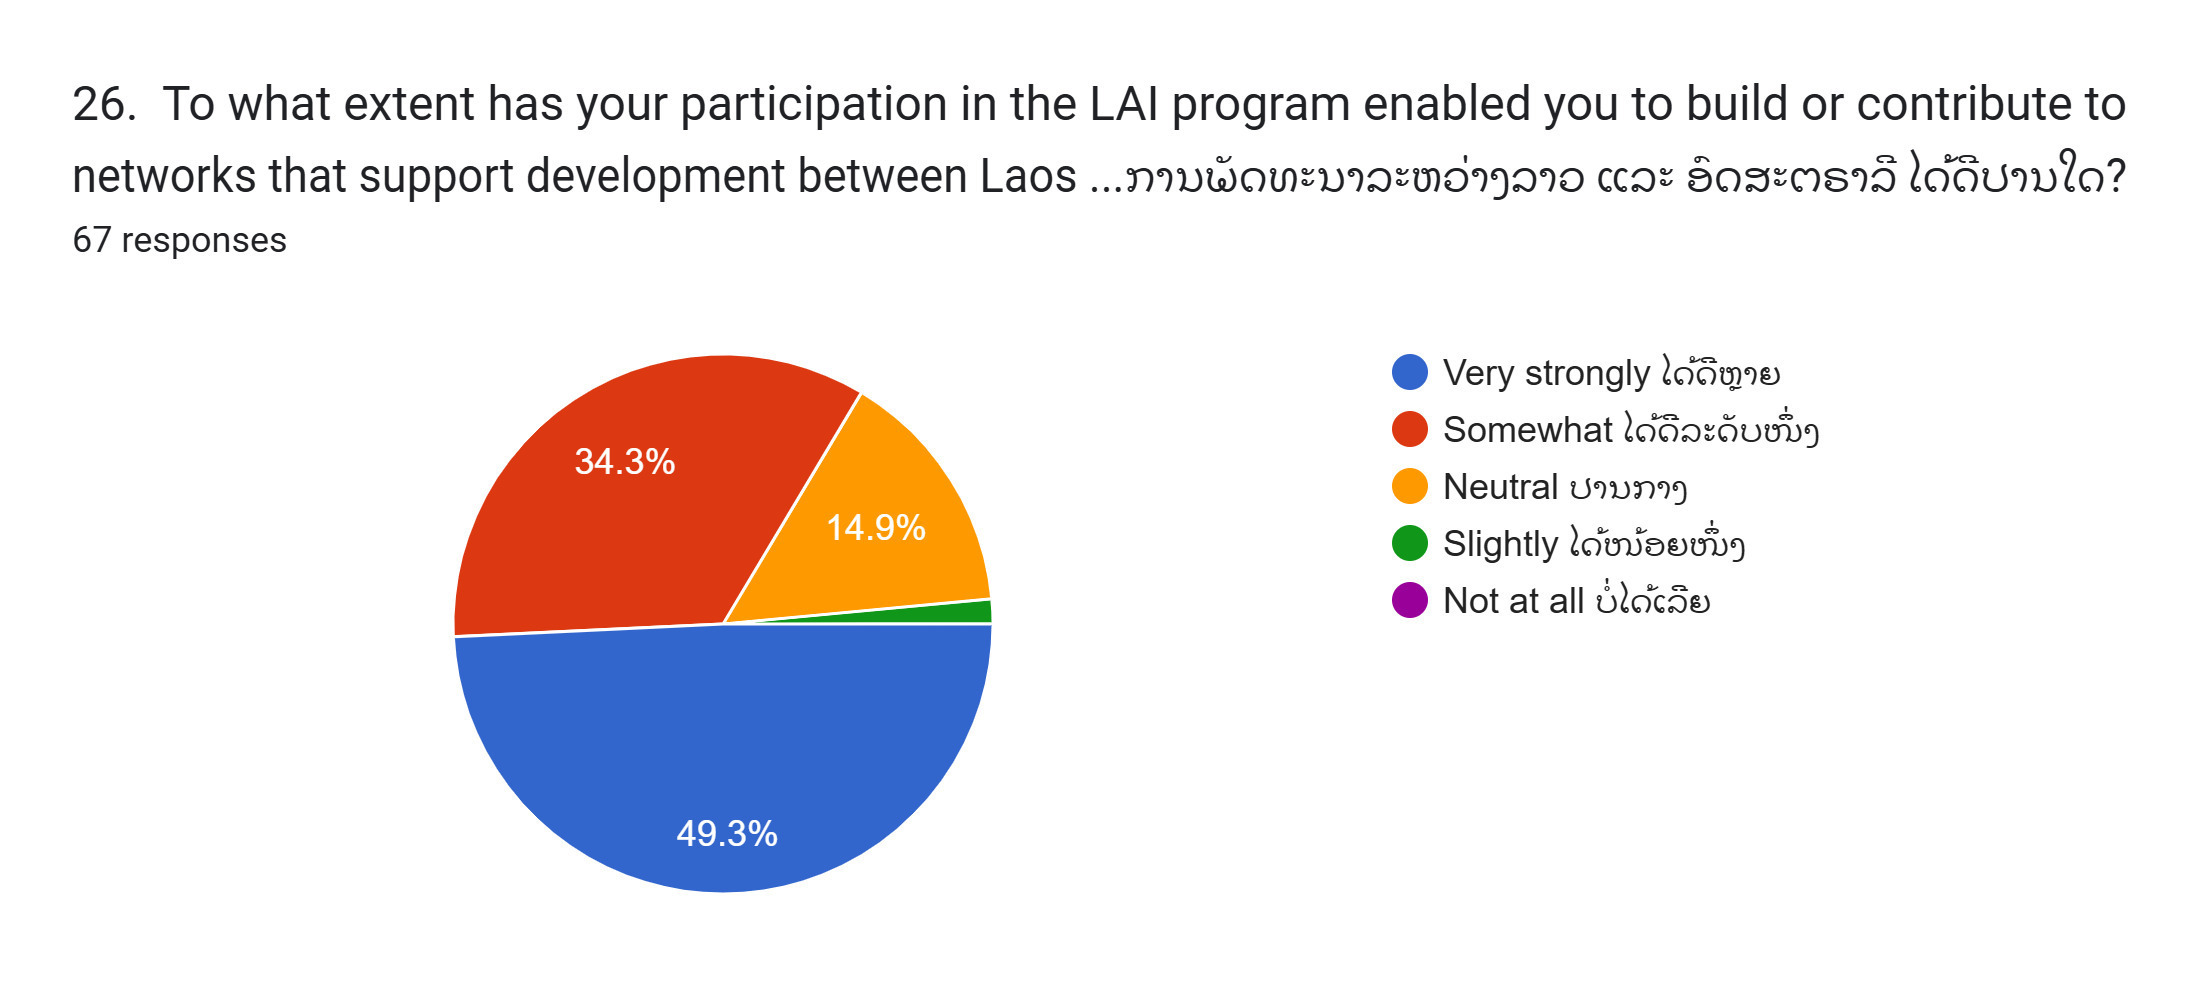 26.  To what extent has your participation in the LAI program enabled you to build or contribute to
networks that support development between Laos ...ການພັດທະນາລະຫວ່າງລາວ ແລະ ອົດສະຕຣາລີ ໄດ້ດີປານໃດ?
67 responses
34.3%
14.9%
49.3%
Very strongly ໄດ້ດີຫຼາຍ
Somewhat ໄດ້ດີລະດັບໜຶ່ງ
Neutral ປານກາງ
Slightly ໄດ້ໜ້ອຍໜຶ່ງ
Not at all ບໍ່ໄດ້ເລີຍ